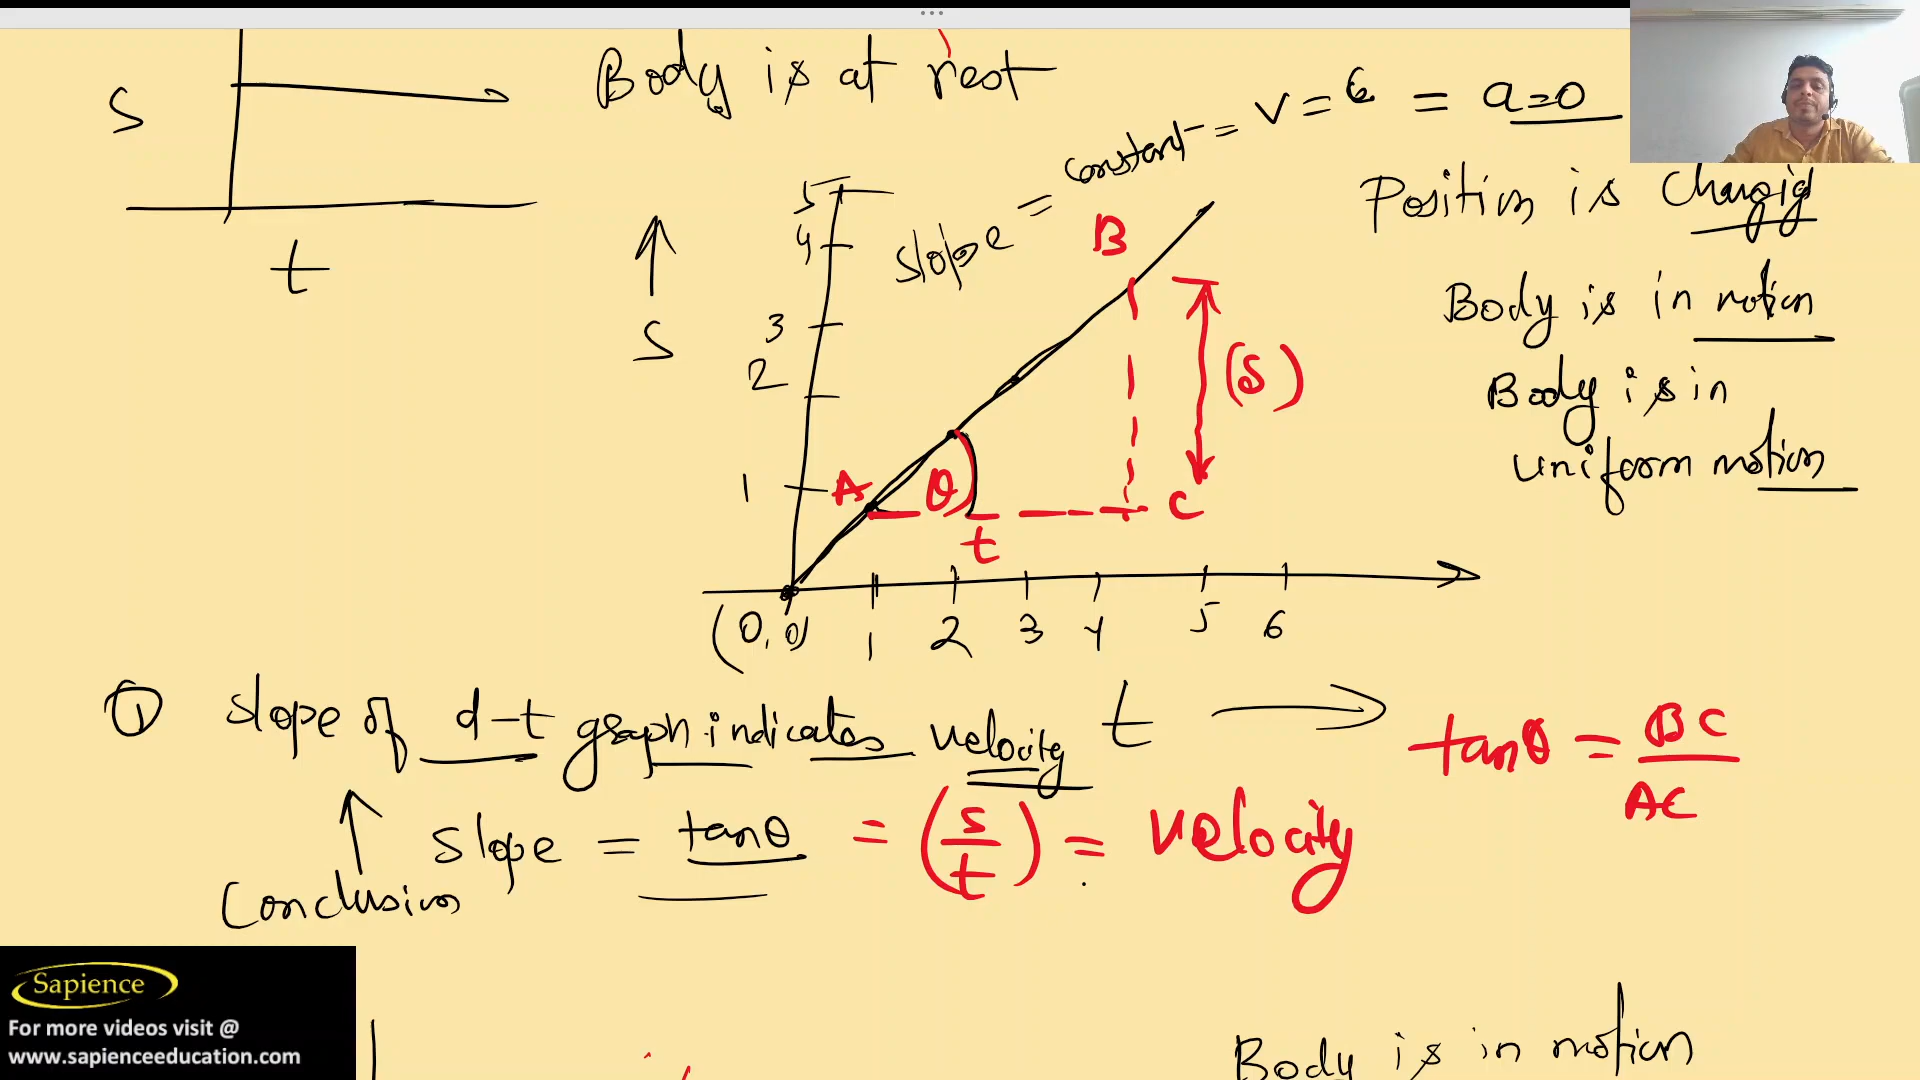 Body is at rest
S
t
slope = constant = v = c = a=0
Position is changig
Body is in motion
Body is in
uniform motion
5
4
3
2
1
S
B
(S)
A
θ
C
t
(0,0)
1 2 3 4 5 6
① slope of d-t graph indicates velocity
t
tanθ = BC
AC
slope = tanθ = (s/t) = velocity
Conclusion
Sapience
For more videos visit @
www.sapienceeducation.com
Body is in motion